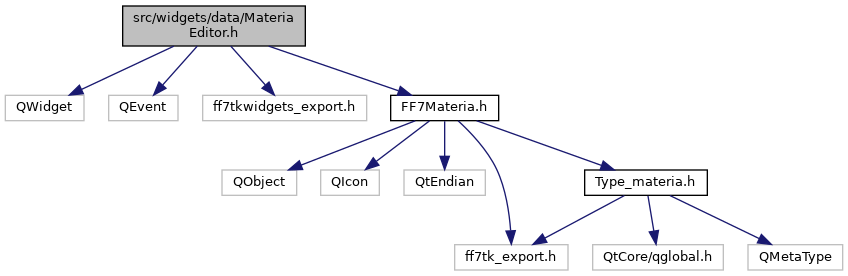 src/widgets/data/Materia
Editor.h
QWidget
QEvent
ff7tkwidgets_export.h
FF7Materia.h
QObject
QIcon
QtEndian
Type_materia.h
ff7tk_export.h
QtCore/qglobal.h
QMetaType